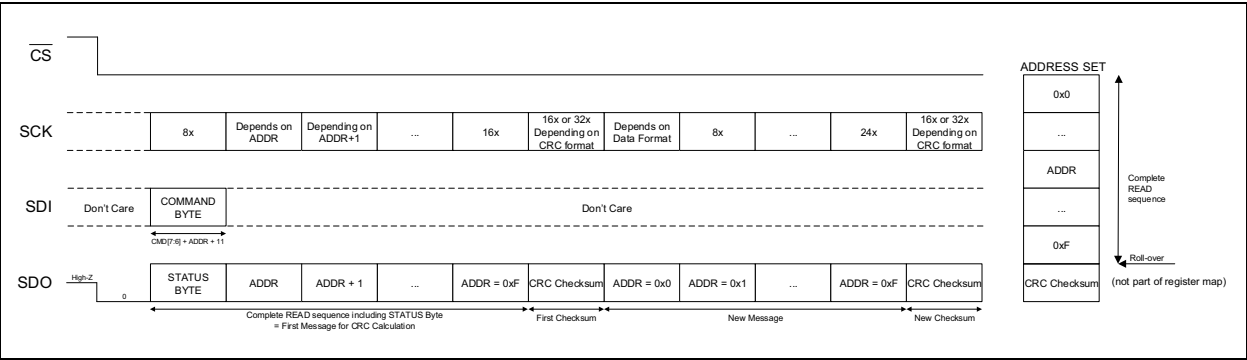 CS
ADDRESS SET
0x0
SCK
8x
Depends on
ADDR
Depending on
ADDR+1
...
16x
16x or 32x
Depending on
CRC format
Depends on
Data Format
8x
...
24x
16x or 32x
Depending on
CRC format
...
ADDR
Complete
READ
sequence
SDI
Don't Care
COMMAND
BYTE
Don't Care
...
CMD[7:6] + ADDR + 11
0xF
Roll-over
SDO
High-Z
0
STATUS
BYTE
ADDR
ADDR + 1
...
ADDR = 0xF
CRC Checksum
ADDR = 0x0
ADDR = 0x1
...
ADDR = 0xF
CRC Checksum
CRC Checksum
(not part of register map)
Complete READ sequence including STATUS Byte
= First Message for CRC Calculation
First Checksum
New Message
New Checksum